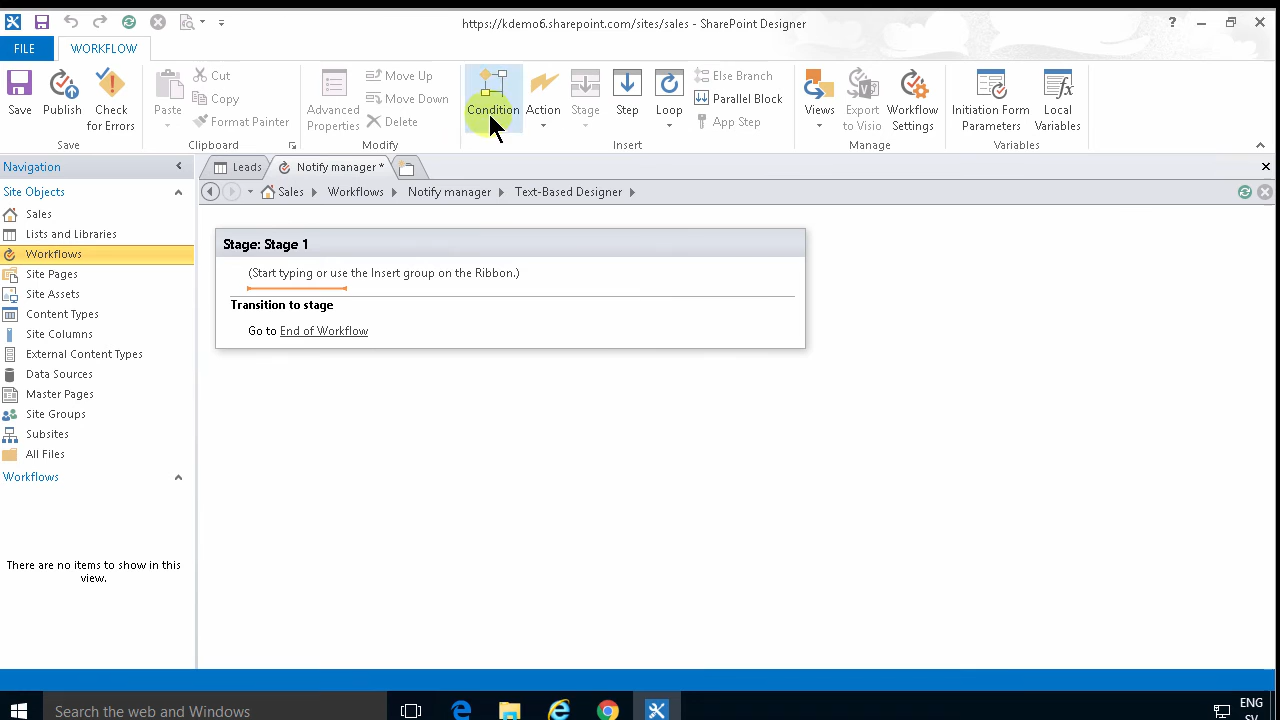 https://k.demo6.sharpoint.com/sites/sales - SharePoint Designer
FILE
WORKFLOW
Save
Publish
Check for Errors
Save
Paste
Cut
Copy
Format Painter
Clipboard
Advanced Properties
Move Up
Move Down
Delete
Modify
Condition
Action
Stage
Step
Loop
Else Branch
Parallel Block
App Step
Insert
Views
Export to Visio
Workflow Settings
Manage
Initiation Form Parameters
Local Variables
Variables
Navigation
Leads
Notify manager *
Site Objects
Sales
Workflows
Notify manager
Text-Based Designer
Sales
Lists and Libraries
Workflows
Site Pages
Site Assets
Content Types
Site Columns
External Content Types
Data Sources
Master Pages
Site Groups
Subsites
All Files
Workflows
There are no items to show in this view.
Stage: Stage 1
(Start typing or use the Insert group on the Ribbon.)
Transition to stage
Go to End of Workflow
Search the web and Windows
ENG
SV